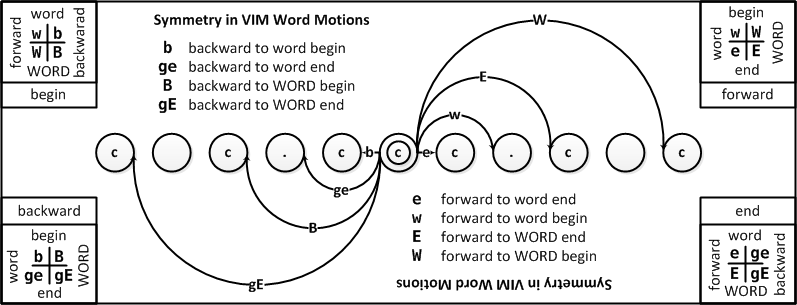 word
forward
w b
W B
backwarad
WORD
begin
Symmetry in VIM Word Motions
b backward to word begin
ge backward to word end
B backward to WORD begin
gE backward to WORD end
W
E
w
begin
word
w W
e E
WORD
end
forward
c c . c b c e c . c c
ge
B
gE
backward
begin
word
b B
ge gE
WORD
end
e forward to word end
w forward to word begin
E forward to WORD end
W forward to WORD begin
Symmetry in VIM Word Motions
end
word
forward
e ge
E gE
backward
WORD
begin